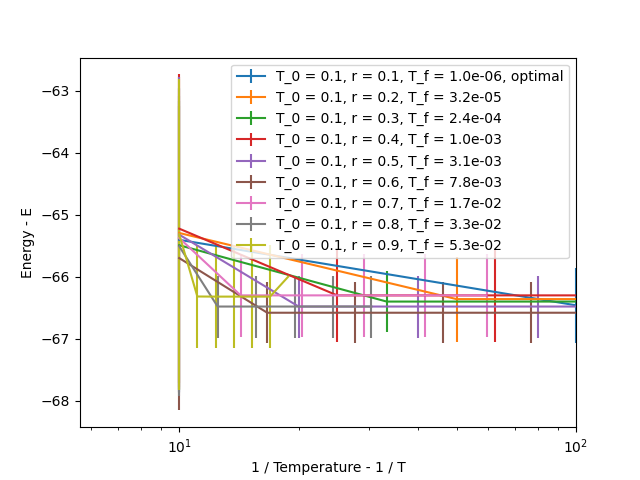 T_0 = 0.1, r = 0.1, T_f = 1.0e-06, optimal
T_0 = 0.1, r = 0.2, T_f = 3.2e-05
T_0 = 0.1, r = 0.3, T_f = 2.4e-04
T_0 = 0.1, r = 0.4, T_f = 1.0e-03
T_0 = 0.1, r = 0.5, T_f = 3.1e-03
T_0 = 0.1, r = 0.6, T_f = 7.8e-03
T_0 = 0.1, r = 0.7, T_f = 1.7e-02
T_0 = 0.1, r = 0.8, T_f = 3.3e-02
T_0 = 0.1, r = 0.9, T_f = 5.3e-02
−63
−64
−65
−66
−67
−68
Energy - E
10¹ 10²
1 / Temperature - 1 / T